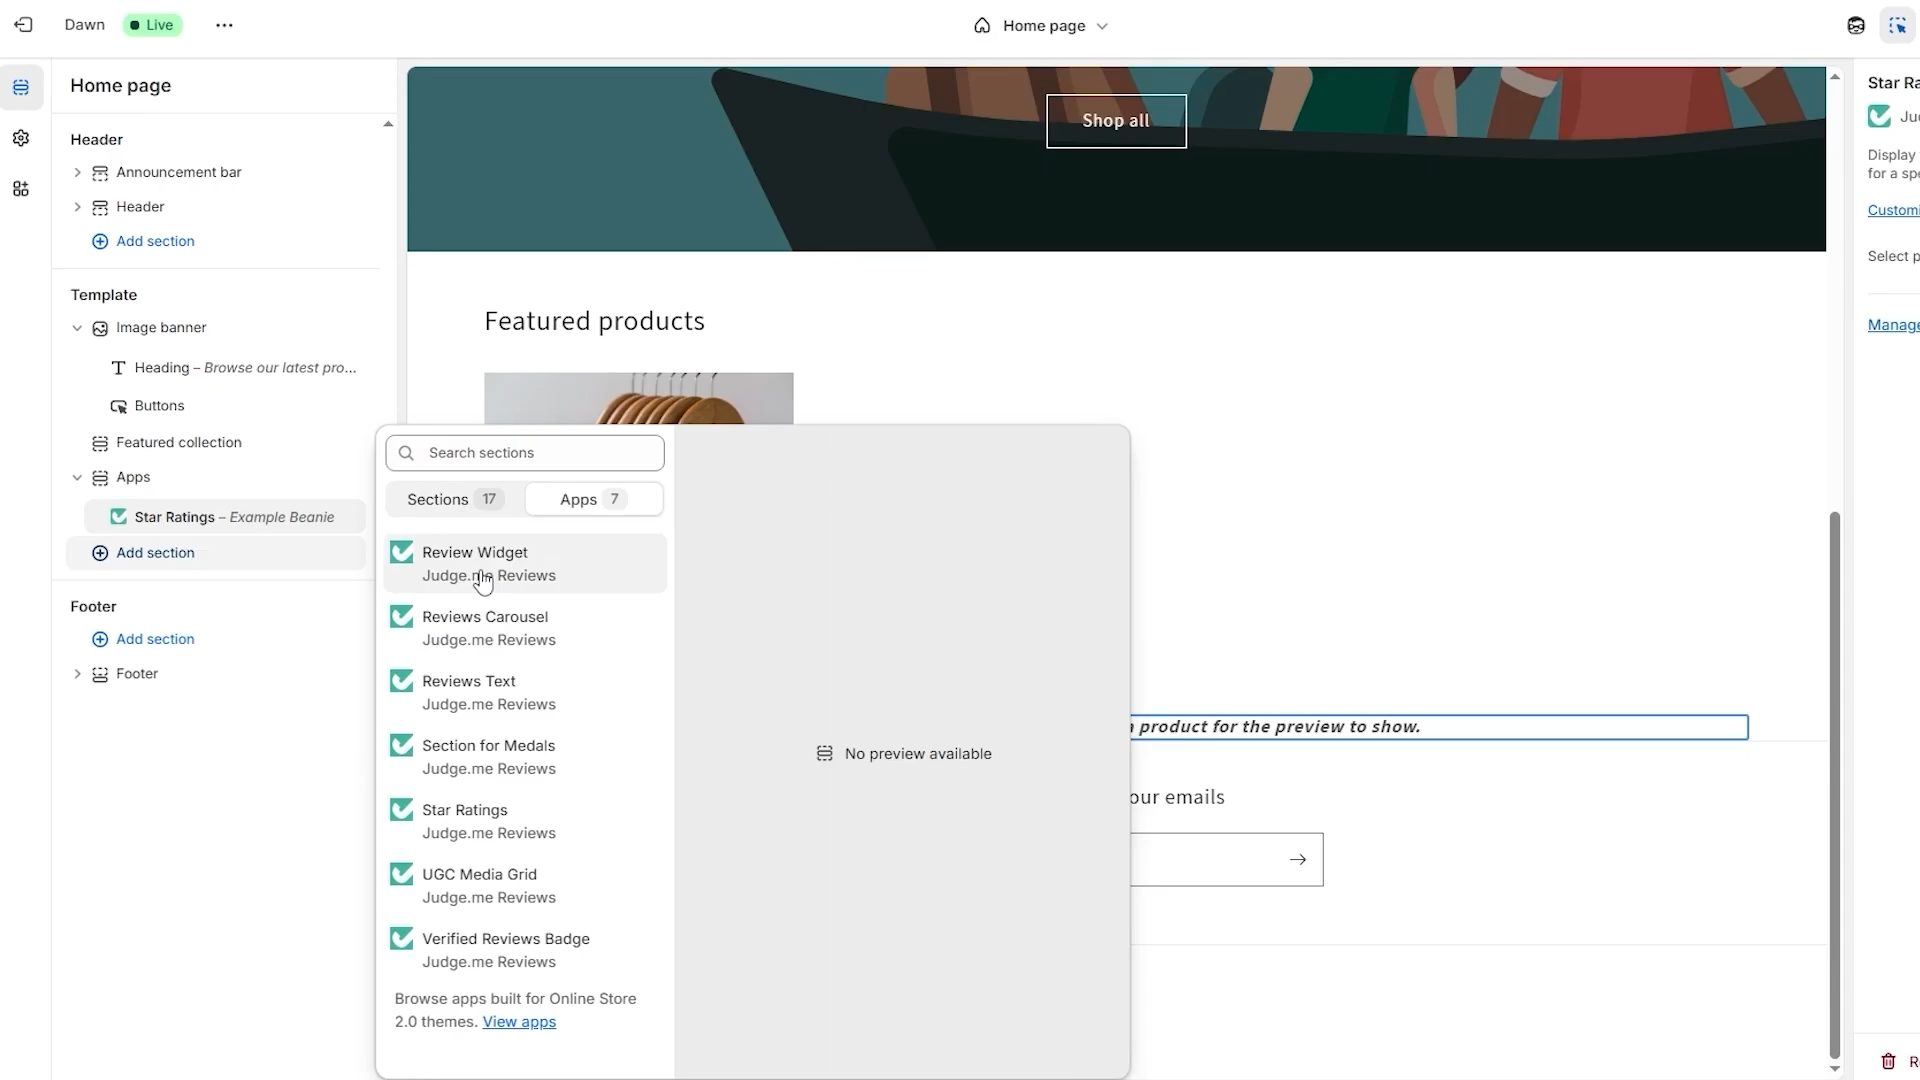 Dawn
Live
Home page
Home page
Header
Announcement bar
Header
Add section
Template
Image banner
Heading – Browse our latest pro...
Buttons
Featured collection
Apps
Star Ratings – Example Beanie
Add section
Footer
Add section
Footer
Search sections
Sections 17
Apps 7
Review Widget
Judge.me Reviews
Reviews Carousel
Judge.me Reviews
Reviews Text
Judge.me Reviews
Section for Medals
Judge.me Reviews
Star Ratings
Judge.me Reviews
UGC Media Grid
Judge.me Reviews
Verified Reviews Badge
Judge.me Reviews
Browse apps built for Online Store
2.0 themes. View apps
No preview available
Shop all
Featured products
product for the preview to show.
our emails
Star Ra
Display
for a spe
Customi
Select p
Manage